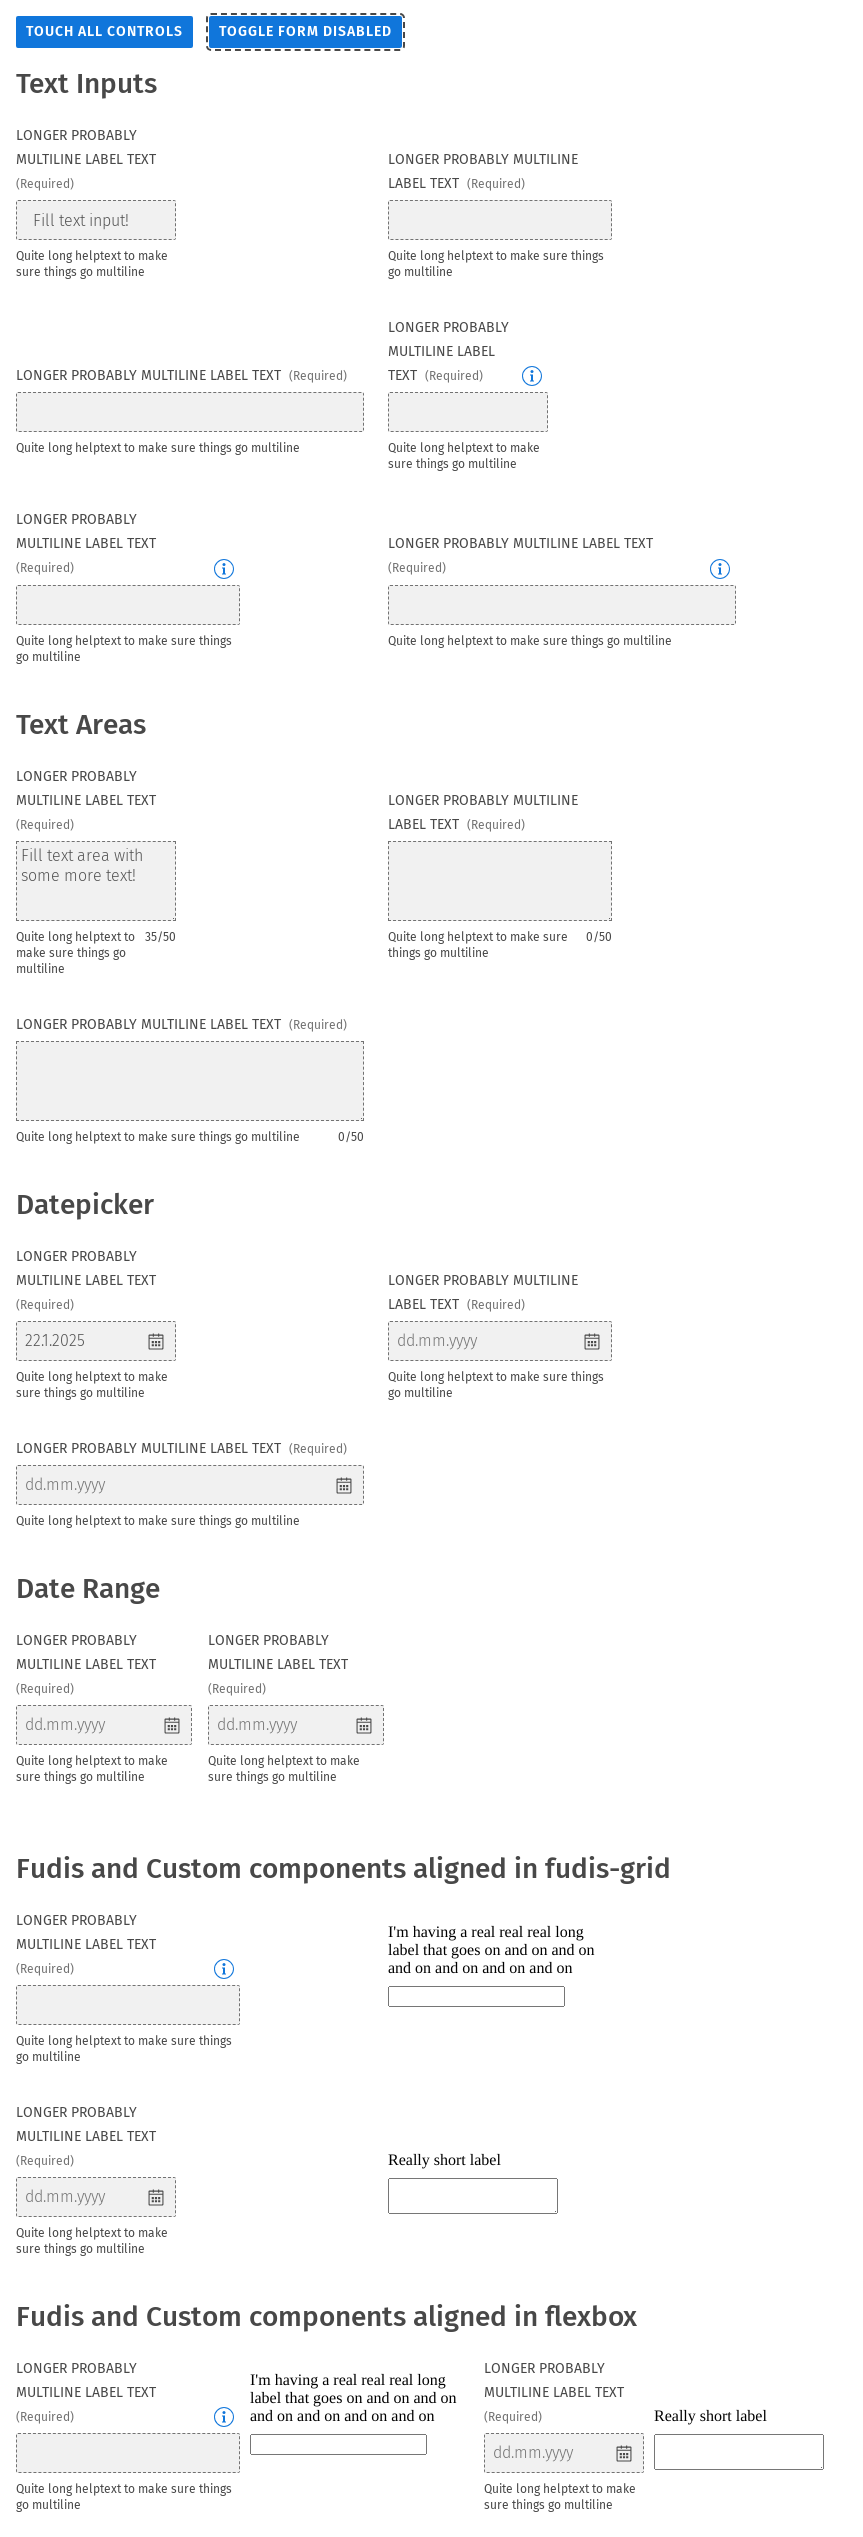 TOUCH ALL CONTROLS
TOGGLE FORM DISABLED
Text Inputs
LONGER PROBABLY
MULTILINE LABEL TEXT
(Required)
Fill text input!
Quite long helptext to make
sure things go multiline
LONGER PROBABLY MULTILINE
LABEL TEXT (Required)
Quite long helptext to make sure things
go multiline
LONGER PROBABLY MULTILINE LABEL TEXT (Required)
Quite long helptext to make sure things go multiline
LONGER PROBABLY
MULTILINE LABEL
TEXT (Required)
Quite long helptext to make
sure things go multiline
LONGER PROBABLY
MULTILINE LABEL TEXT
(Required)
Quite long helptext to make sure things
go multiline
LONGER PROBABLY MULTILINE LABEL TEXT
(Required)
Quite long helptext to make sure things go multiline
Text Areas
LONGER PROBABLY
MULTILINE LABEL TEXT
(Required)
Fill text area with
some more text!
Quite long helptext to 35/50
make sure things go
multiline
LONGER PROBABLY MULTILINE
LABEL TEXT (Required)
Quite long helptext to make sure 0/50
things go multiline
LONGER PROBABLY MULTILINE LABEL TEXT (Required)
Quite long helptext to make sure things go multiline 0/50
Datepicker
LONGER PROBABLY
MULTILINE LABEL TEXT
(Required)
22.1.2025
Quite long helptext to make
sure things go multiline
LONGER PROBABLY MULTILINE
LABEL TEXT (Required)
dd.mm.yyyy
Quite long helptext to make sure things
go multiline
LONGER PROBABLY MULTILINE LABEL TEXT (Required)
dd.mm.yyyy
Quite long helptext to make sure things go multiline
Date Range
LONGER PROBABLY
MULTILINE LABEL TEXT
(Required)
dd.mm.yyyy
Quite long helptext to make
sure things go multiline
LONGER PROBABLY
MULTILINE LABEL TEXT
(Required)
dd.mm.yyyy
Quite long helptext to make
sure things go multiline
Fudis and Custom components aligned in fudis-grid
LONGER PROBABLY
MULTILINE LABEL TEXT
(Required)
Quite long helptext to make sure things
go multiline
I'm having a real real real long
label that goes on and on and on
and on and on and on and on
LONGER PROBABLY
MULTILINE LABEL TEXT
(Required)
dd.mm.yyyy
Quite long helptext to make
sure things go multiline
Really short label
Fudis and Custom components aligned in flexbox
LONGER PROBABLY
MULTILINE LABEL TEXT
(Required)
Quite long helptext to make sure things
go multiline
I'm having a real real real long
label that goes on and on and on
and on and on and on and on
LONGER PROBABLY
MULTILINE LABEL TEXT
(Required)
dd.mm.yyyy
Quite long helptext to make
sure things go multiline
Really short label